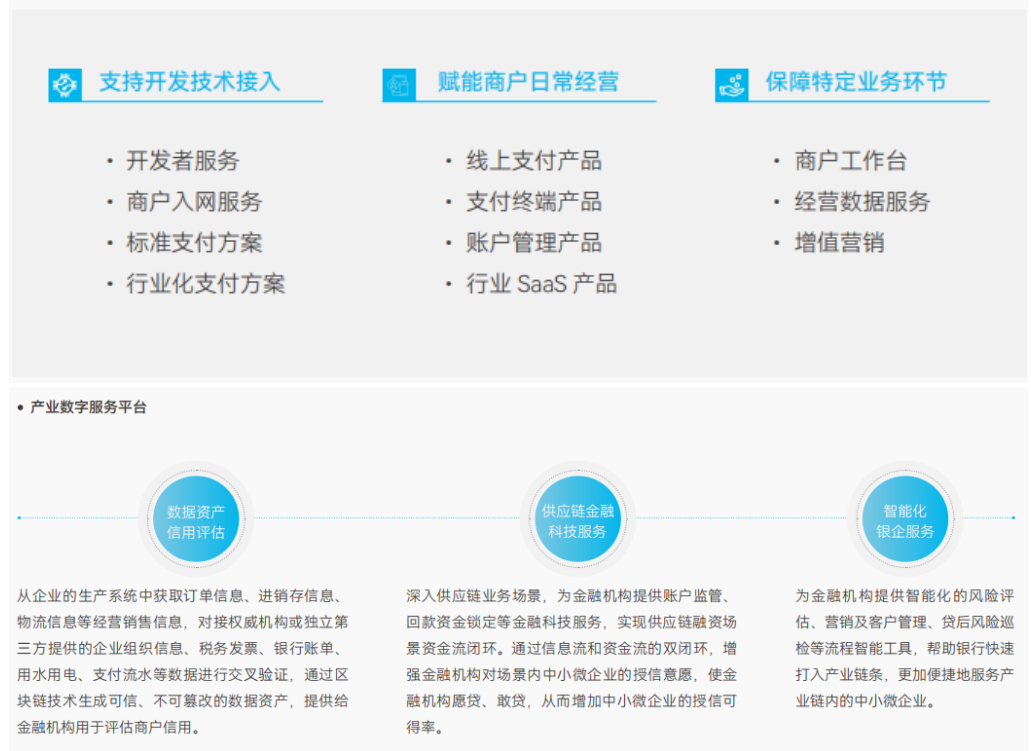 支持开发技术接入
• 开发者服务
• 商户入网服务
• 标准支付方案
• 行业化支付方案
赋能商户日常经营
• 线上支付产品
• 支付终端产品
• 账户管理产品
• 行业 SaaS 产品
保障特定业务环节
• 商户工作台
• 经营数据服务
• 增值营销
• 产业数字服务平台
数据资产
信用评估
从企业的生产系统中获取订单信息、进销存信息、
物流信息等经营销售信息，对接权威机构或独立第
三方提供的企业组织信息、税务发票、银行账单、
用水用电、支付流水等数据进行交叉验证，通过区
块链技术生成可信、不可篡改的数据资产，提供给
金融机构用于评估商户信用。
供应链金融
科技服务
深入供应链业务场景，为金融机构提供账户监管、
回款资金锁定等金融科技服务，实现供应链融资场
景资金流闭环。通过信息流和资金流的双闭环，增
强金融机构对场景内中小微企业的授信意愿，使金
融机构愿贷、敢贷，从而增加中小微企业的授信可
得率。
智能化
银企服务
为金融机构提供智能化的风险评
估、营销及客户管理、贷后风险巡
检等流程智能工具，帮助银行快速
打入产业链条，更加便捷地服务产
业链内的中小微企业。